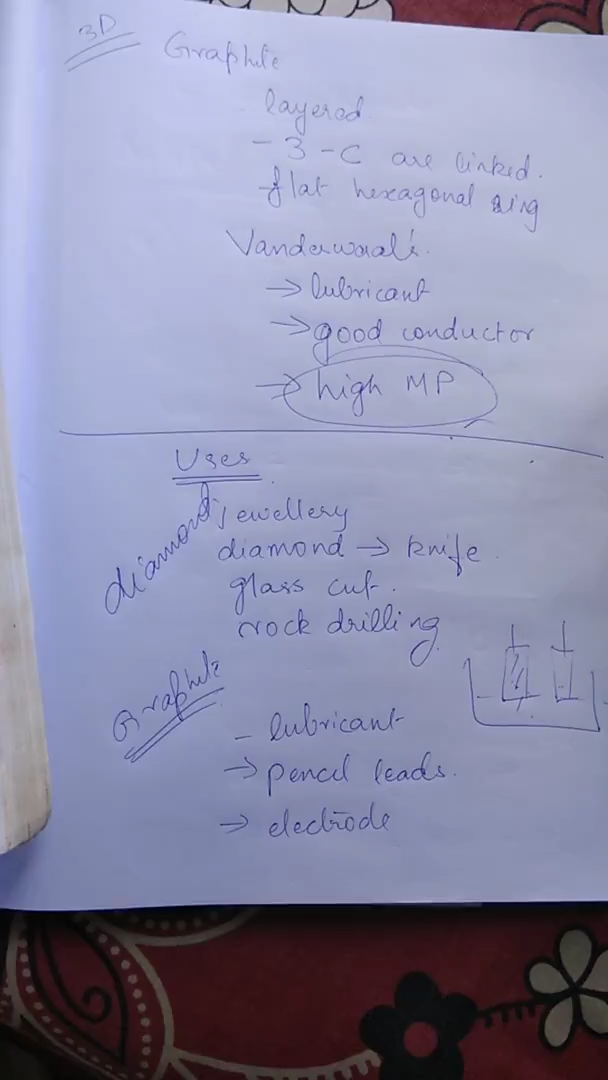 3D
Graphite
layered
- 3 - C are linked.
flat hexagonal ring
Vanderwaal's.
→ lubricant
→ good conductor
→ high MP
Uses
diamond
jewellery
diamond → knife.
glass cut.
rock drilling
Graphite
- lubricant
→ pencil leads.
→ electrode